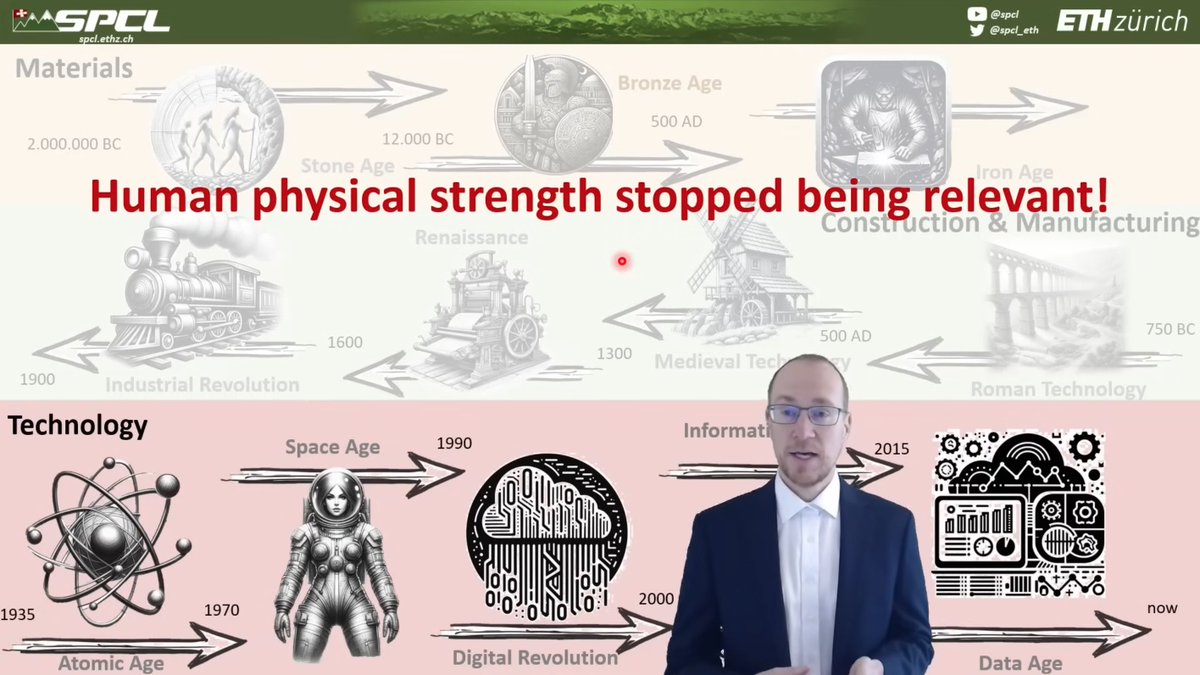 SPCL
spcl.ethz.ch
@spcl
@spcl_eth
ETH zürich
Materials
2.000.000 BC
Stone Age
12.000 BC
Bronze Age
500 AD
Iron Age
Human physical strength stopped being relevant!
Construction & Manufacturing
750 BC
Roman Technology
500 AD
Medieval Technology
1300
Renaissance
1600
Industrial Revolution
1900
Technology
1935
Atomic Age
1970
Space Age
1990
Digital Revolution
2000
Informati
2015
Data Age
now